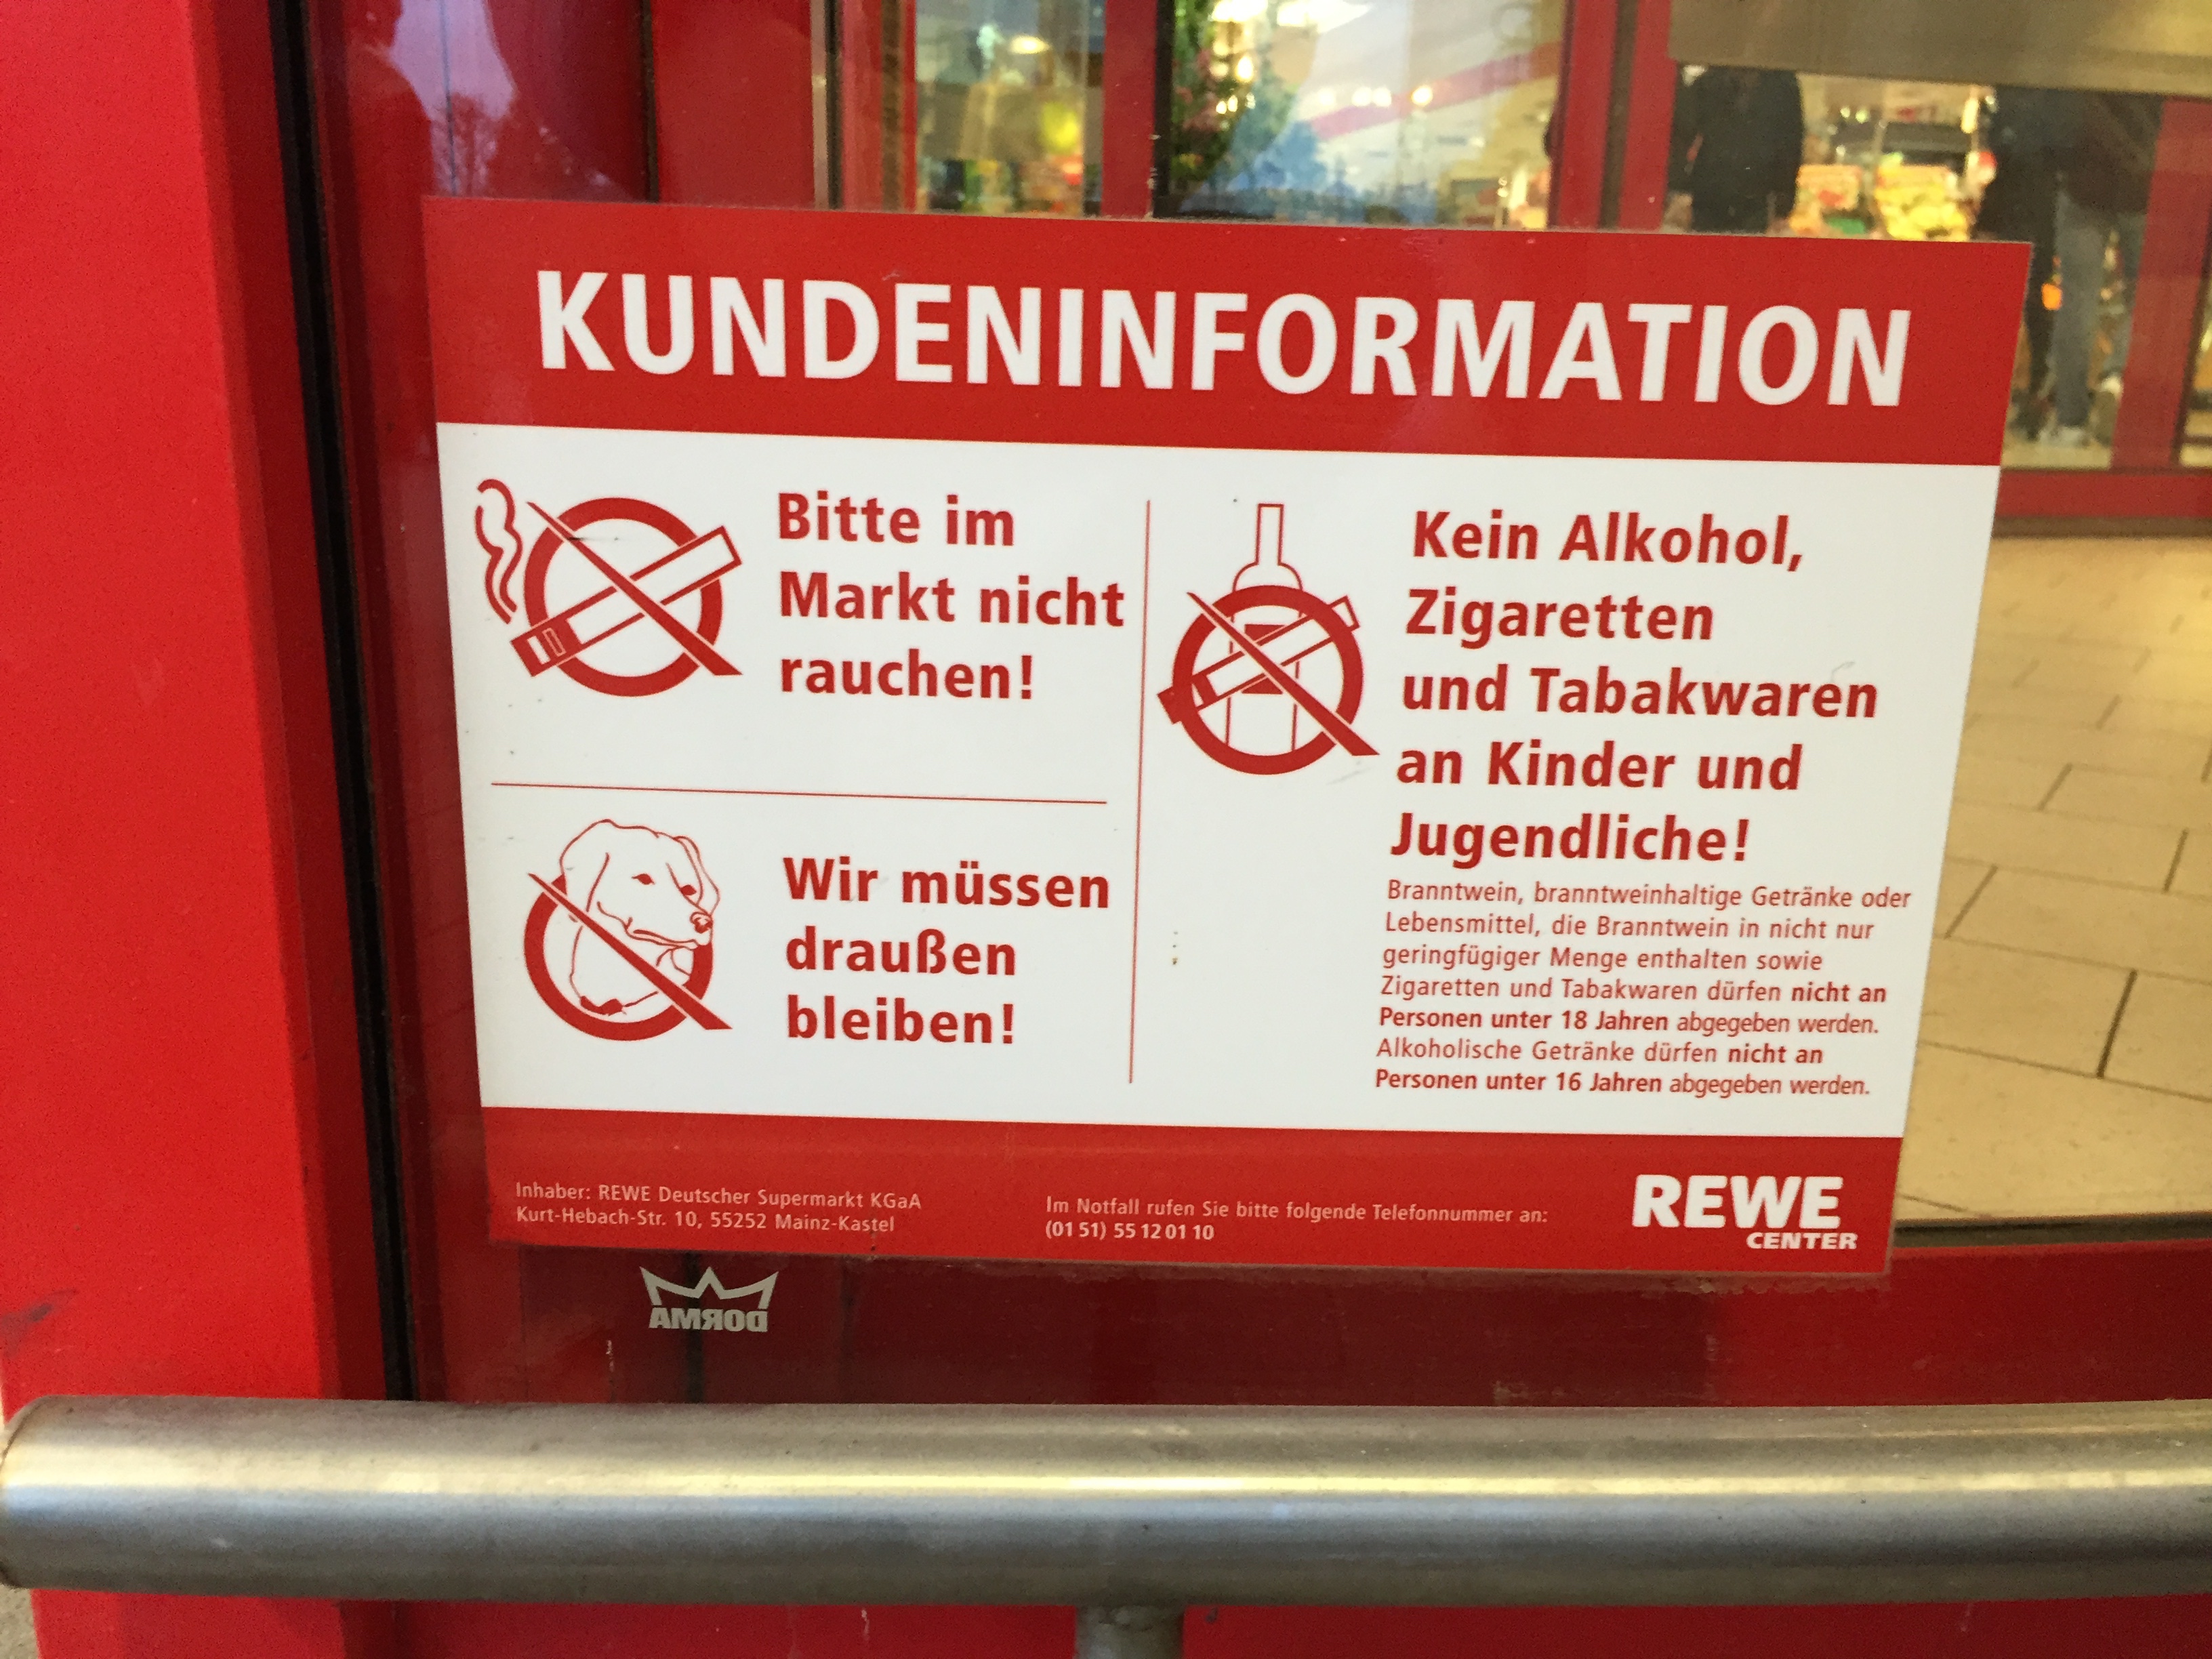 KUNDENINFORMATION
Bitte im
Markt nicht
rauchen!
Wir müssen
draußen
bleiben!
Kein Alkohol,
Zigaretten
und Tabakwaren
an Kinder und
Jugendliche!
Branntwein, branntweinhaltige Getränke oder
Lebensmittel, die Branntwein in nicht nur
geringfügiger Menge enthalten sowie
Zigaretten und Tabakwaren dürfen nicht an
Personen unter 18 Jahren abgegeben werden.
Alkoholische Getränke dürfen nicht an
Personen unter 16 Jahren abgegeben werden.
Inhaber: REWE Deutscher Supermarkt KGaA
Kurt-Hebach-Str. 10, 55252 Mainz-Kastel
Im Notfall rufen Sie bitte folgende Telefonnummer an:
(01 51) 55 12 01 10
REWE
CENTER
DORMA